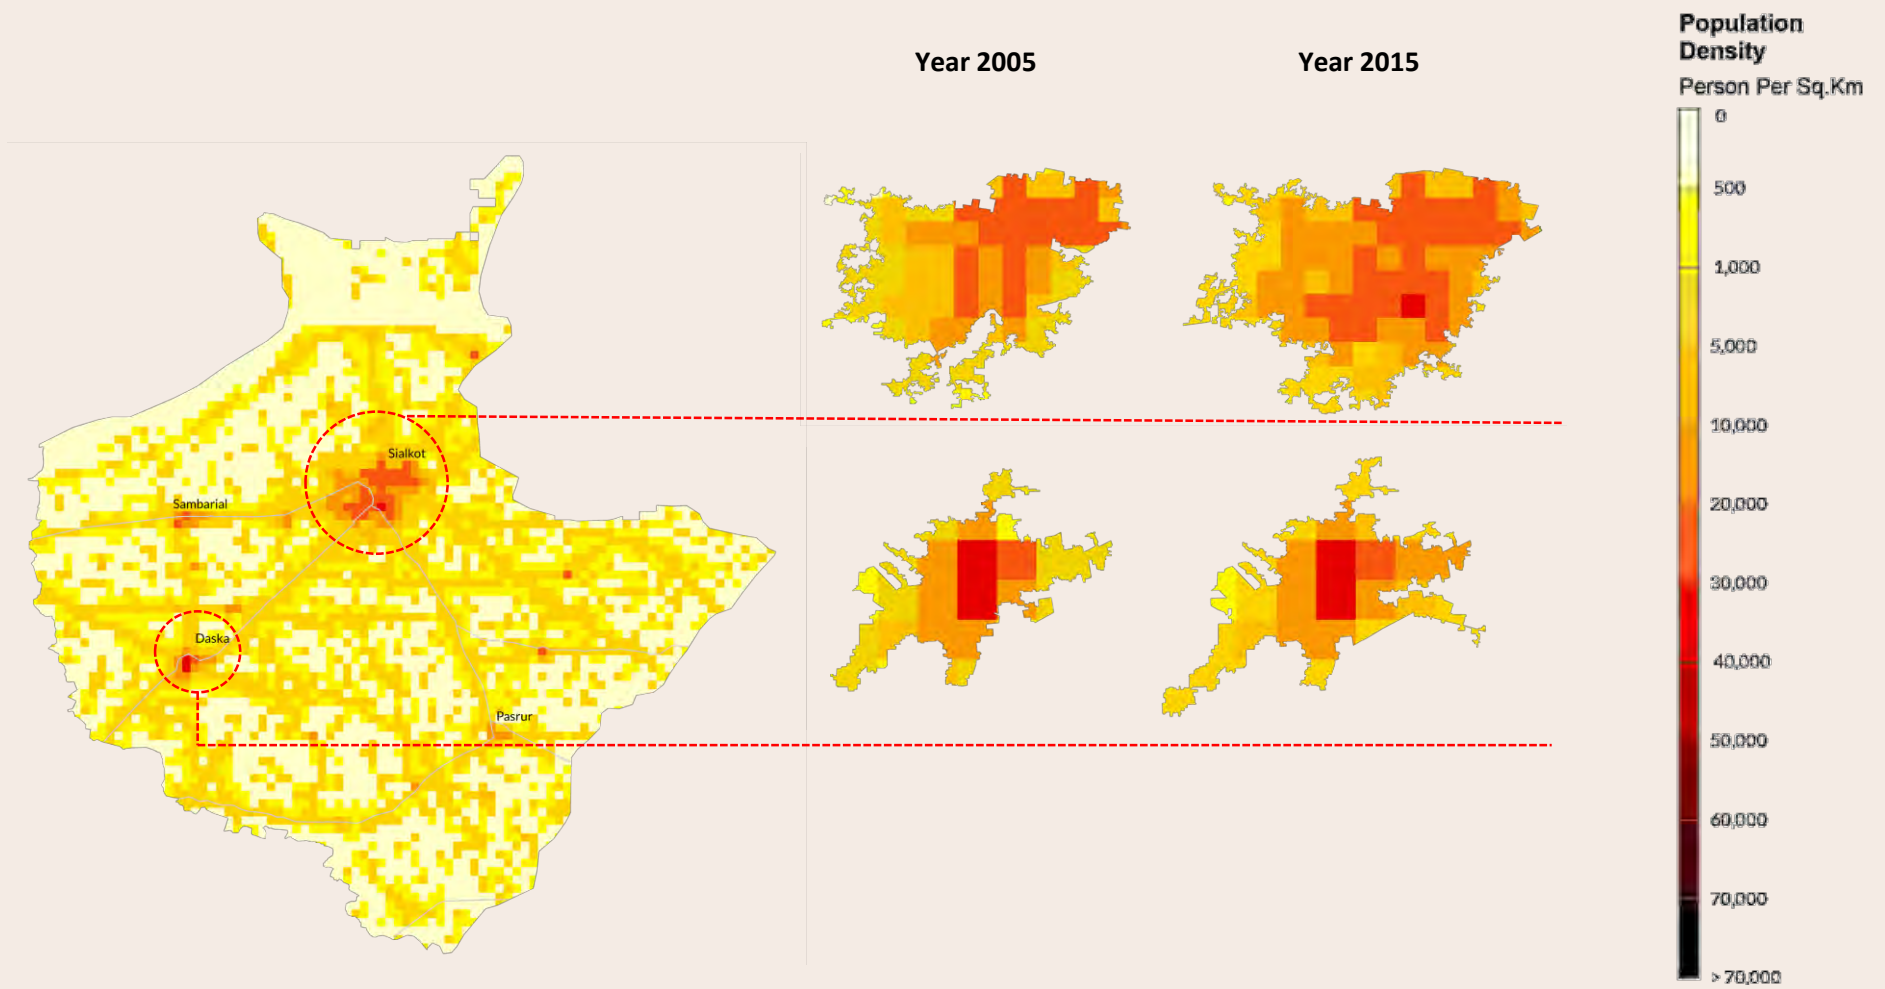 Population
Density
Person Per Sq.Km
Year 2005
Year 2015
0
500
1,000
5,000
10,000
20,000
30,000
40,000
50,000
60,000
70,000
> 70,000
Sialkot
Sambarial
Daska
Pasrur